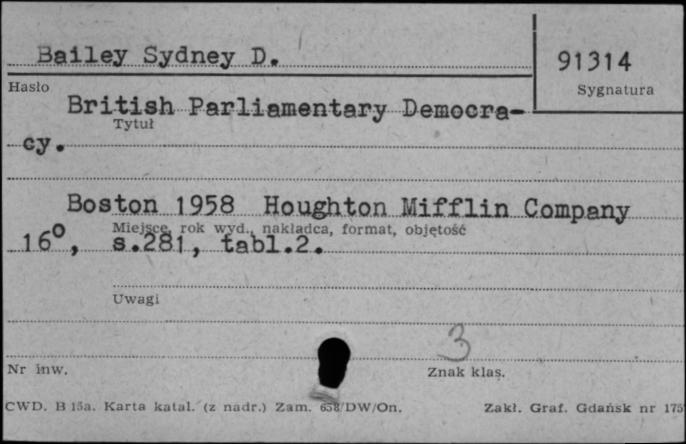 Bailey Sydney D.
91314
Hasło
Sygnatura
British Parliamentary Democra-
Tytuł
cy.
Boston 1958 Houghton Mifflin Company
Miejsce, rok wyd., nakładca, format, objętość
16⁰, s.281, tabl.2.
Uwagi
3
Nr inw.
Znak klas.
CWD. B 15a. Karta katal. (z nadr.) Zam. 658/DW/On. Zakł. Graf. Gdańsk nr 175